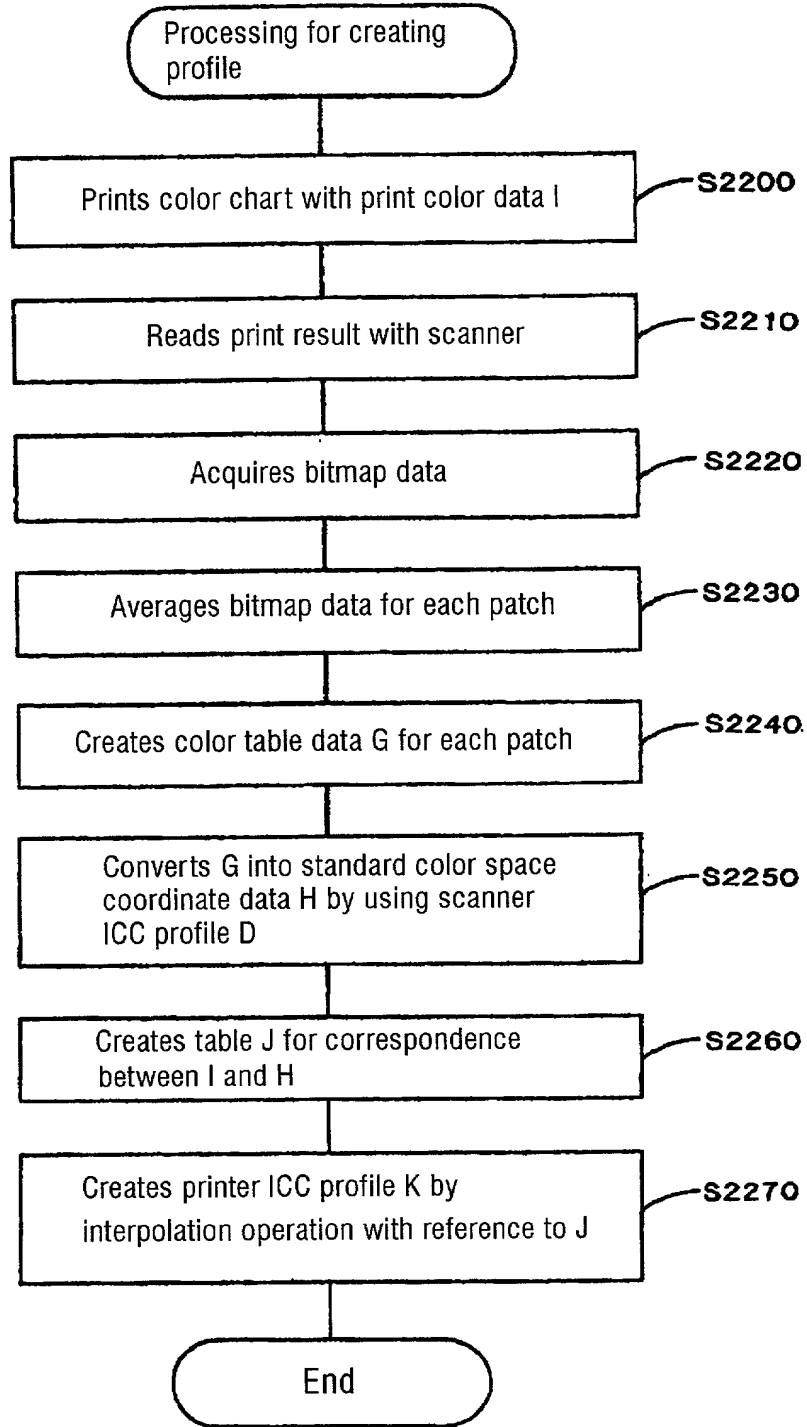 Processing for creating
profile
Prints color chart with print color data I
S2200
Reads print result with scanner
S2210
Acquires bitmap data
S2220
Averages bitmap data for each patch
S2230
Creates color table data G for each patch
S2240
Converts G into standard color space
coordinate data H by using scanner
ICC profile D
S2250
Creates table J for correspondence
between I and H
S2260
Creates printer ICC profile K by
interpolation operation with reference to J
S2270
End